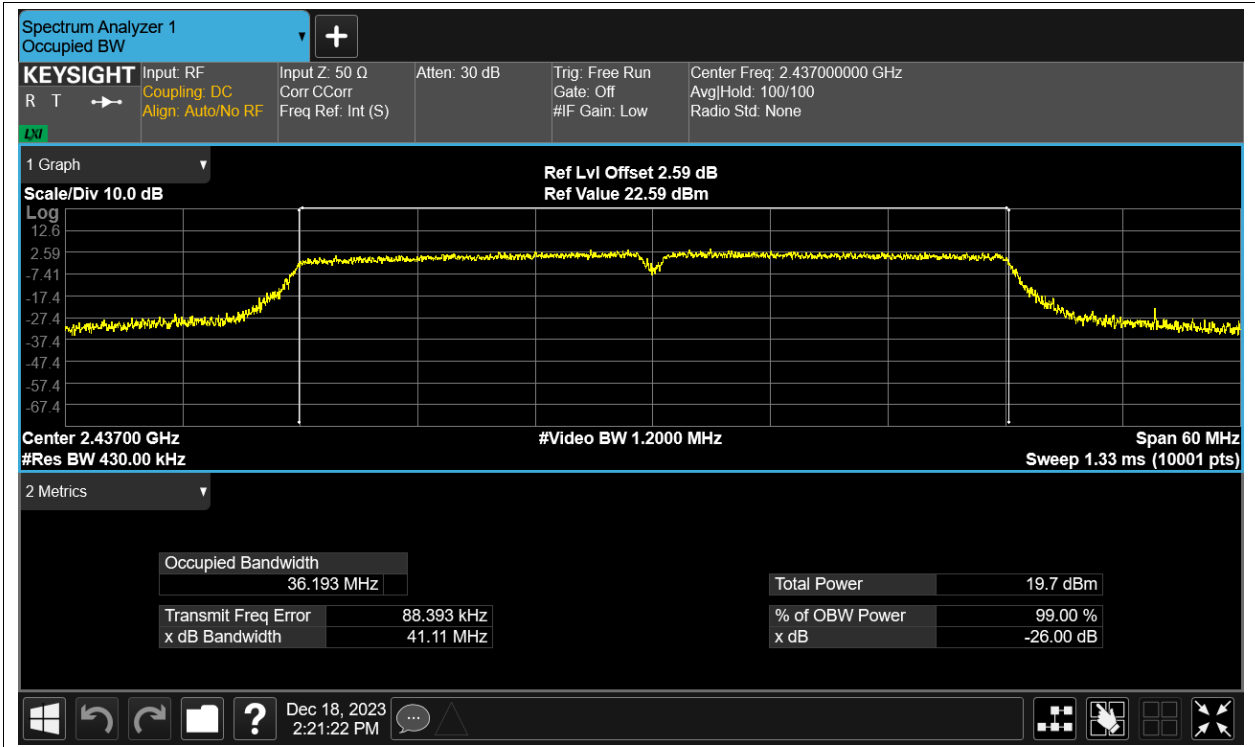 Spectrum Analyzer 1
Occupied BW
KEYSIGHT
R T
LXI
Input: RF
Coupling: DC
Align: Auto/No RF
Input Z: 50 Ω
Corr CCorr
Freq Ref: Int (S)
Atten: 30 dB
Trig: Free Run
Gate: Off
#IF Gain: Low
Center Freq: 2.437000000 GHz
Avg|Hold: 100/100
Radio Std: None
1 Graph
Scale/Div 10.0 dB
Ref Lvl Offset 2.59 dB
Ref Value 22.59 dBm
Log
12.6
2.59
-7.41
-17.4
-27.4
-37.4
-47.4
-57.4
-67.4
Center 2.43700 GHz
#Res BW 430.00 kHz
#Video BW 1.2000 MHz
Span 60 MHz
Sweep 1.33 ms (10001 pts)
2 Metrics
Occupied Bandwidth
36.193 MHz
Transmit Freq Error 88.393 kHz
x dB Bandwidth 41.11 MHz
Total Power 19.7 dBm
% of OBW Power 99.00 %
x dB -26.00 dB
?
Dec 18, 2023
2:21:22 PM